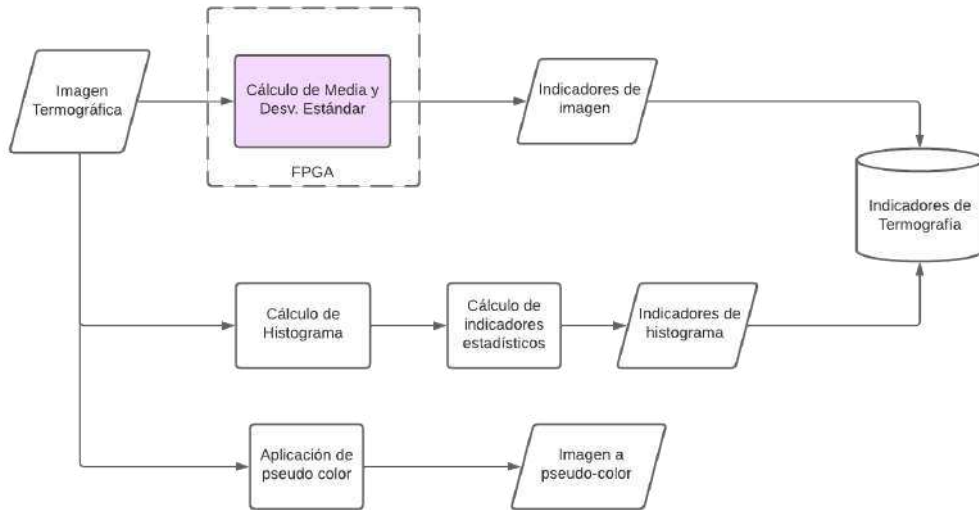 Imagen
Termográfica
Cálculo de Media y
Desv. Estándar
FPGA
Indicadores de
imagen
Indicadores de
Termografía
Cálculo de
Histograma
Cálculo de
indicadores
estadísticos
Indicadores de
histograma
Aplicación de
pseudo color
Imagen a
pseudo-color